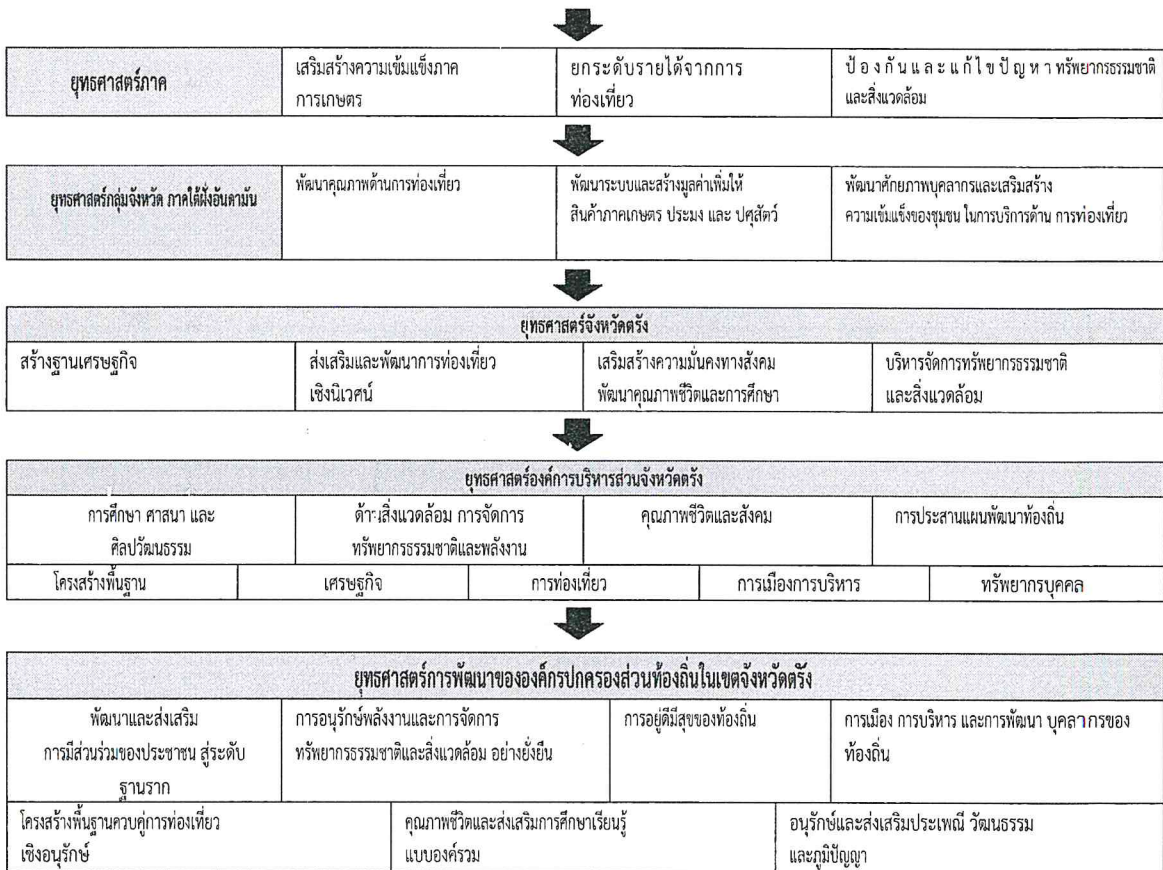 ยุทธศาสตร์ภาค
เสริมสร้างความเข้มแข็งภาค
การเกษตร
ยกระดับรายได้จากการ
ท่องเที่ยว
ป้องกันและแก้ไขปัญหา ทรัพยากรธรรมชาติ
และสิ่งแวดล้อม
ยุทธศาสตร์กลุ่มจังหวัด ภาคใต้ฝั่งอันดามัน
พัฒนาคุณภาพด้านการท่องเที่ยว
พัฒนาระบบและสร้างมูลค่าเพิ่มให้
สินค้าภาคเกษตร ประมง และ ปศุสัตว์
พัฒนาศักยภาพบุคลากรและเสริมสร้าง
ความเข้มแข็งของชุมชน ในการบริการด้าน การท่องเที่ยว
ยุทธศาสตร์จังหวัดตรัง
สร้างฐานเศรษฐกิจ
ส่งเสริมและพัฒนาการท่องเที่ยว
เชิงนิเวศน์
เสริมสร้างความมั่นคงทางสังคม
พัฒนาคุณภาพชีวิตและการศึกษา
บริหารจัดการทรัพยากรธรรมชาติ
และสิ่งแวดล้อม
ยุทธศาสตร์องค์การบริหารส่วนจังหวัดตรัง
การศึกษา ศาสนา และ
ศิลปวัฒนธรรม
ด้านสิ่งแวดล้อม การจัดการ
ทรัพยากรธรรมชาติและพลังงาน
คุณภาพชีวิตและสังคม
การประสานแผนพัฒนาท้องถิ่น
โครงสร้างพื้นฐาน
เศรษฐกิจ
การท่องเที่ยว
การเมืองการบริหาร
ทรัพยากรบุคคล
ยุทธศาสตร์การพัฒนาขององค์กรปกครองส่วนท้องถิ่นในเขตจังหวัดตรัง
พัฒนาและส่งเสริม
การมีส่วนร่วมของประชาชน สู่ระดับ
ฐานราก
การอนุรักษ์พลังงานและการจัดการ
ทรัพยากรธรรมชาติและสิ่งแวดล้อม อย่างยั่งยืน
การอยู่ดีมีสุขของท้องถิ่น
การเมือง การบริหาร และการพัฒนา บุคลากรของ
ท้องถิ่น
โครงสร้างพื้นฐานควบคู่การท่องเที่ยว
เชิงอนุรักษ์
คุณภาพชีวิตและส่งเสริมการศึกษาเรียนรู้
แบบองค์รวม
อนุรักษ์และส่งเสริมประเพณี วัฒนธรรม
และภูมิปัญญา